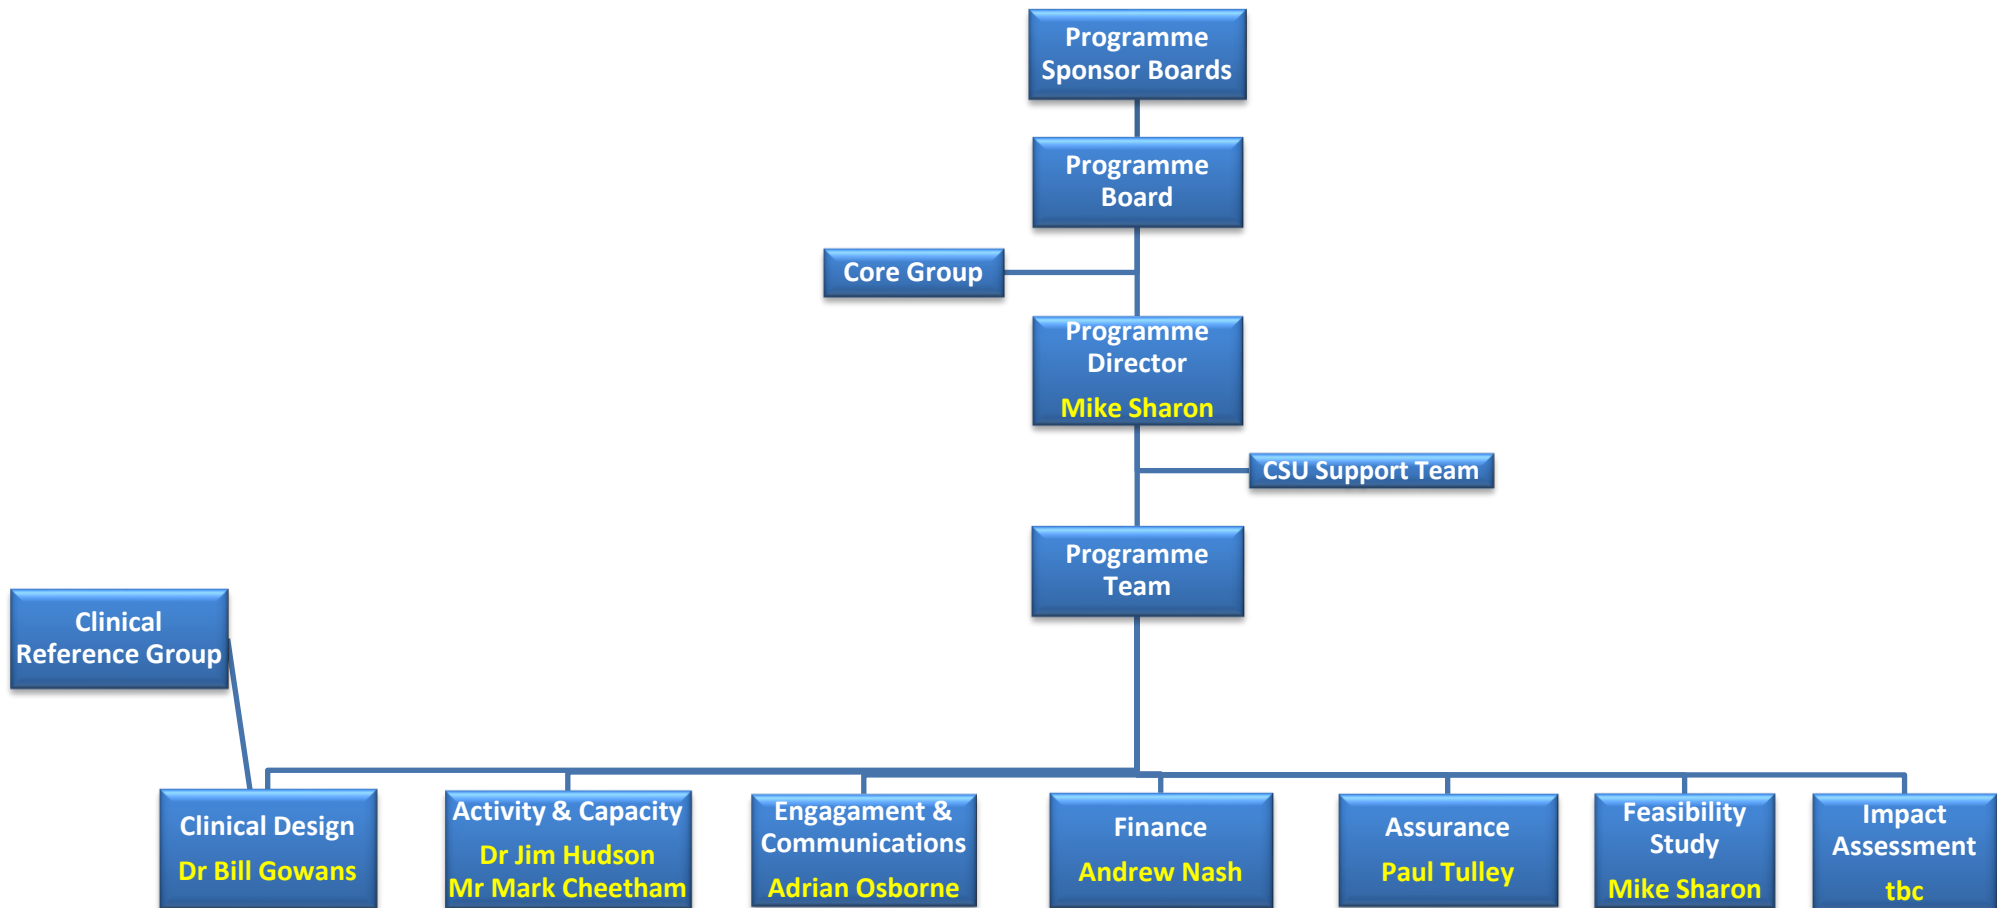 Programme
Sponsor Boards
Programme
Board
Core Group
Programme
Director
Mike Sharon
CSU Support Team
Programme
Team
Clinical
Reference Group
Clinical Design
Dr Bill Gowans
Activity & Capacity
Dr Jim Hudson
Mr Mark Cheetham
Engagament &
Communications
Adrian Osborne
Finance
Andrew Nash
Assurance
Paul Tulley
Feasibility
Study
Mike Sharon
Impact
Assessment
tbc